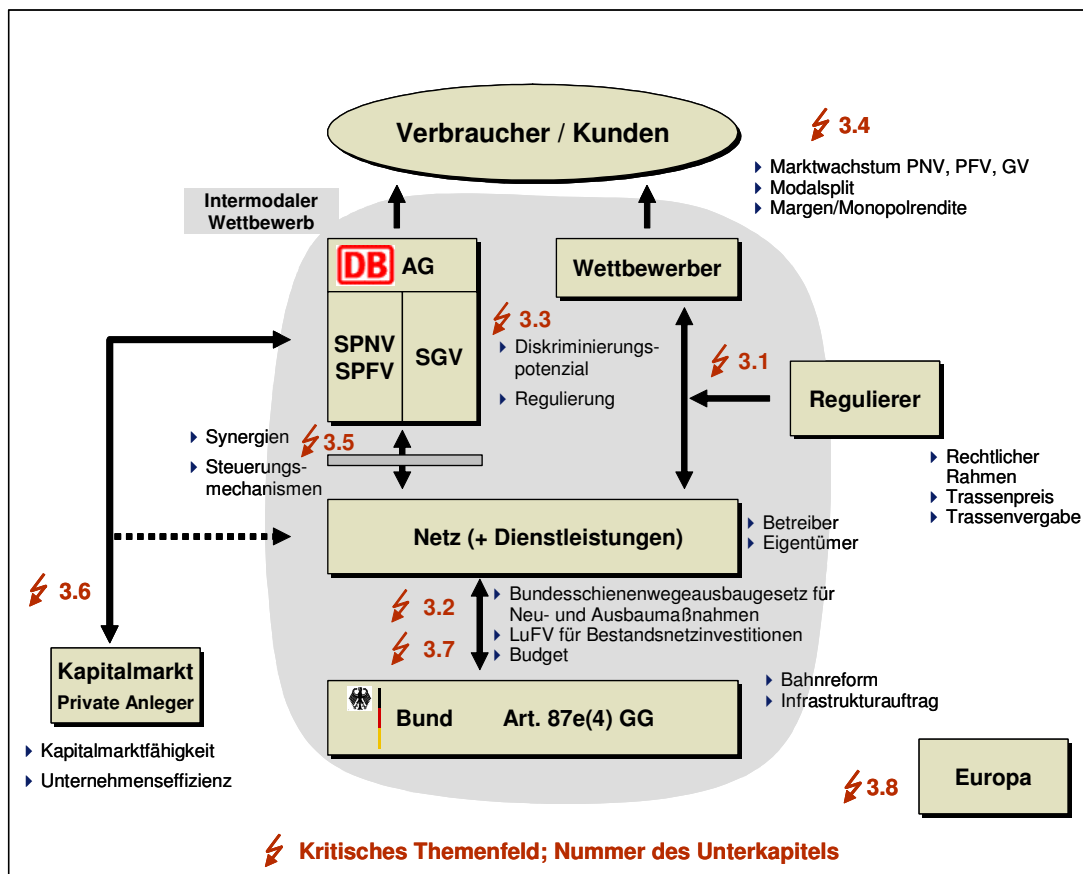 Verbraucher / Kunden
3.4
Marktwachstum PNV, PFV, GV
Modalsplit
Margen/Monopolrendite
Intermodaler
Wettbewerb
DB AG
Wettbewerber
SPNV
SPFV
SGV
3.3
Diskriminierungs-
potenzial
Regulierung
3.1
Regulierer
Rechtlicher
Rahmen
Trassenpreis
Trassenvergabe
Synergien
3.5
Steuerungs-
mechanismen
Netz (+ Dienstleistungen)
Betreiber
Eigentümer
3.6
3.2
3.7
Bundesschienenwegeausbaugesetz für
Neu- und Ausbaumaßnahmen
LuFV für Bestandsnetzinvestitionen
Budget
Kapitalmarkt
Private Anleger
Kapitalmarktfähigkeit
Unternehmenseffizienz
Bund Art. 87e(4) GG
Bahnreform
Infrastrukturauftrag
3.8
Europa
Kritisches Themenfeld; Nummer des Unterkapitels